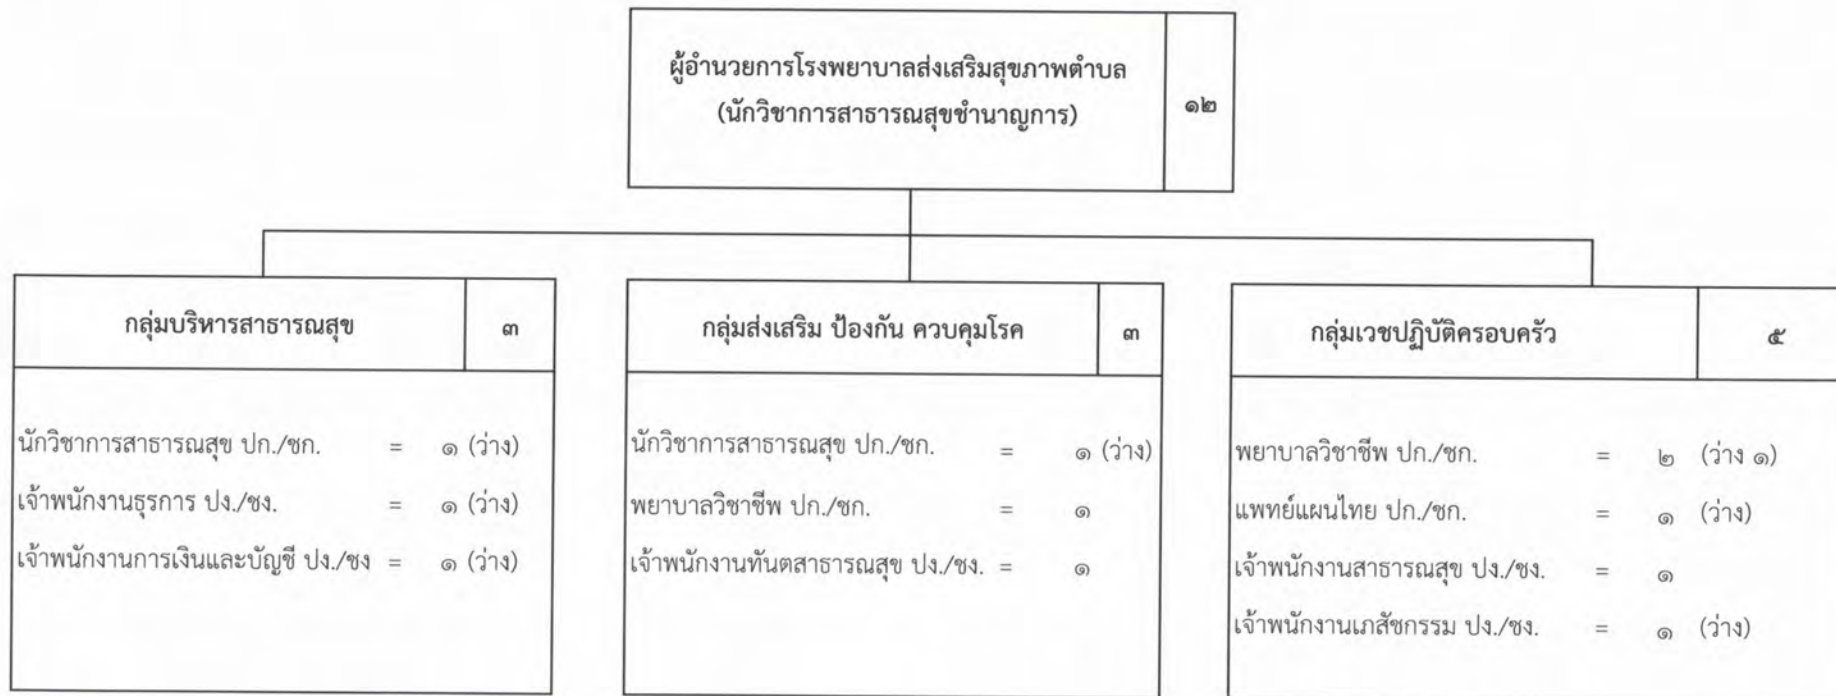 ผู้อำนวยการโรงพยาบาลส่งเสริมสุขภาพตำบล
(นักวิชาการสาธารณสุขชำนาญการ)
๑๒
กลุ่มบริหารสาธารณสุข ๓
นักวิชาการสาธารณสุข ปก./ชก. = ๑ (ว่าง)
เจ้าพนักงานธุรการ ปง./ชง. = ๑ (ว่าง)
เจ้าพนักงานการเงินและบัญชี ปง./ชง = ๑ (ว่าง)
กลุ่มส่งเสริม ป้องกัน ควบคุมโรค ๓
นักวิชาการสาธารณสุข ปก./ชก. = ๑ (ว่าง)
พยาบาลวิชาชีพ ปก./ชก. = ๑
เจ้าพนักงานทันตสาธารณสุข ปง./ชง. = ๑
กลุ่มเวชปฏิบัติครอบครัว ๕
พยาบาลวิชาชีพ ปก./ชก. = ๒ (ว่าง ๑)
แพทย์แผนไทย ปก./ชก. = ๑ (ว่าง)
เจ้าพนักงานสาธารณสุข ปง./ชง. = ๑
เจ้าพนักงานเภสัชกรรม ปง./ชง. = ๑ (ว่าง)